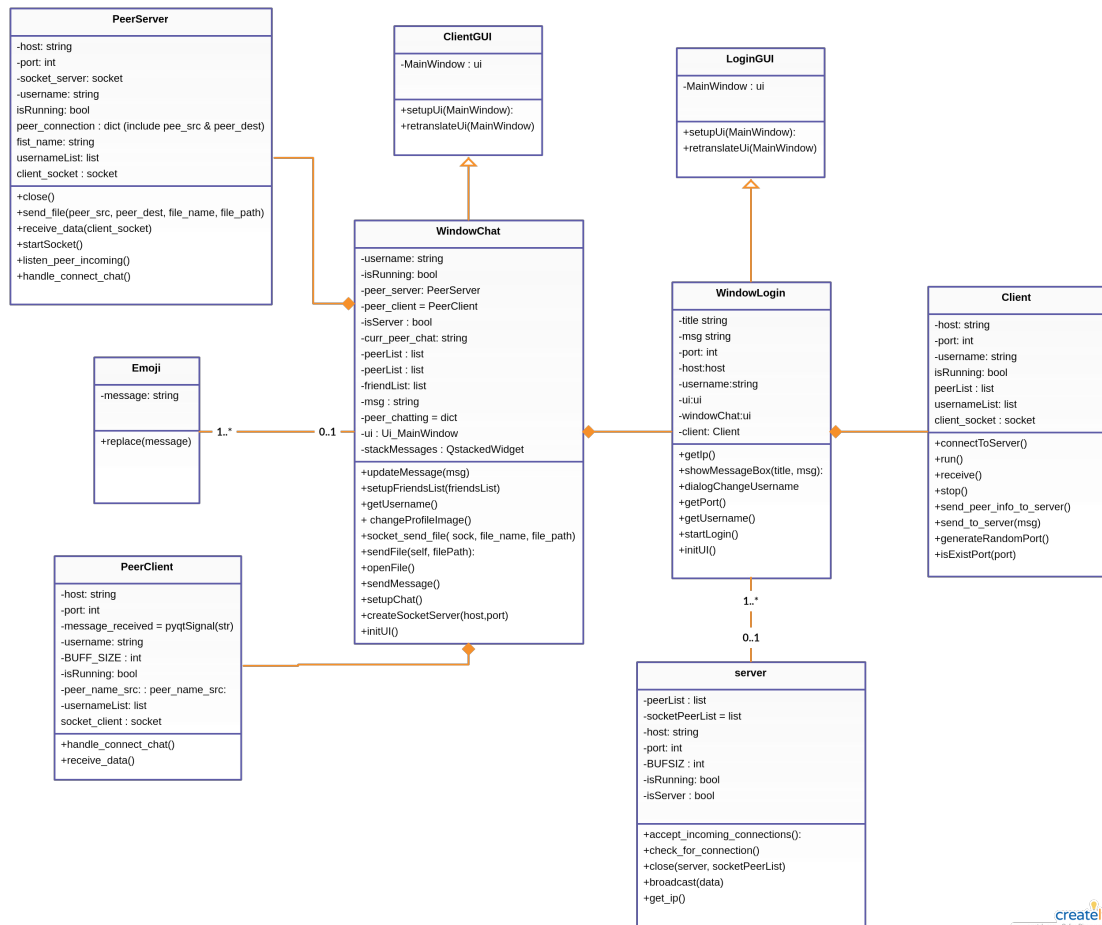 PeerServer
-host: string
-port: int
-socket_server: socket
-username: string
isRunning: bool
peer_connection : dict (include pee_src & peer_dest)
fist_name: string
usernameList: list
client_socket : socket
+close()
+send_file(peer_src, peer_dest, file_name, file_path)
+receive_data(client_socket)
+startSocket()
+listen_peer_incoming()
+handle_connect_chat()
ClientGUI
-MainWindow : ui
+setupUi(MainWindow):
+retranslateUi(MainWindow)
LoginGUI
-MainWindow : ui
+setupUi(MainWindow):
+retranslateUi(MainWindow)
WindowChat
-username: string
-isRunning: bool
-peer_server: PeerServer
-peer_client = PeerClient
-isServer : bool
-curr_peer_chat: string
-peerList : list
-peerList : list
-friendList: list
-msg : string
-peer_chatting = dict
-ui : Ui_MainWindow
-stackMessages : QstackedWidget
+updateMessage(msg)
+setupFriendsList(friendsList)
+getUsername()
+ changeProfileImage()
+socket_send_file( sock, file_name, file_path)
+sendFile(self, filePath):
+openFile()
+sendMessage()
+setupChat()
+createSocketServer(host,port)
+initUI()
WindowLogin
-title string
-msg string
-port: int
-host:host
-username:string
-ui:ui
-windowChat:ui
-client: Client
+getIp()
+showMessageBox(title, msg):
+dialogChangeUsername
+getPort()
+getUsername()
+startLogin()
+initUI()
Client
-host: string
-port: int
-username: string
isRunning: bool
peerList : list
usernameList: list
client_socket : socket
+connectToServer()
+run()
+receive()
+stop()
+send_peer_info_to_server()
+send_to_server(msg)
+generateRandomPort()
+isExistPort(port)
Emoji
-message: string
+replace(message)
1..*
0..1
PeerClient
-host: string
-port: int
-message_received = pyqtSignal(str)
-username: string
-BUFF_SIZE : int
-isRunning: bool
-peer_name_src: : peer_name_src:
-usernameList: list
socket_client : socket
+handle_connect_chat()
+receive_data()
1..*
0..1
server
-peerList : list
-socketPeerList = list
-host: string
-port: int
-BUFSIZ : int
-isRunning: bool
-isServer : bool
+accept_incoming_connections():
+check_for_connection()
+close(server, socketPeerList)
+broadcast(data)
+get_ip()